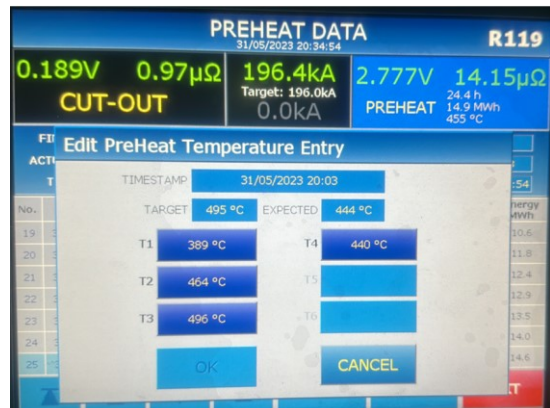 PREHEAT DATA
31/05/2023 20:34:54
R119
0.189V 0.97µΩ
CUT-OUT
196.4kA
Target: 196.0kA
0.0kA
2.777V 14.15µΩ
PREHEAT
24.4 h
14.9 MWh
455 °C
Edit PreHeat Temperature Entry
TIMESTAMP 31/05/2023 20:03
TARGET 495 °C EXPECTED 444 °C
T1 389 °C T4 440 °C
T2 464 °C T5
T3 496 °C T6
OK CANCEL
:54
No.
MWh
19 10.6
20 11.8
21 12.4
22 12.9
23 13.5
24 14.0
25 14.6